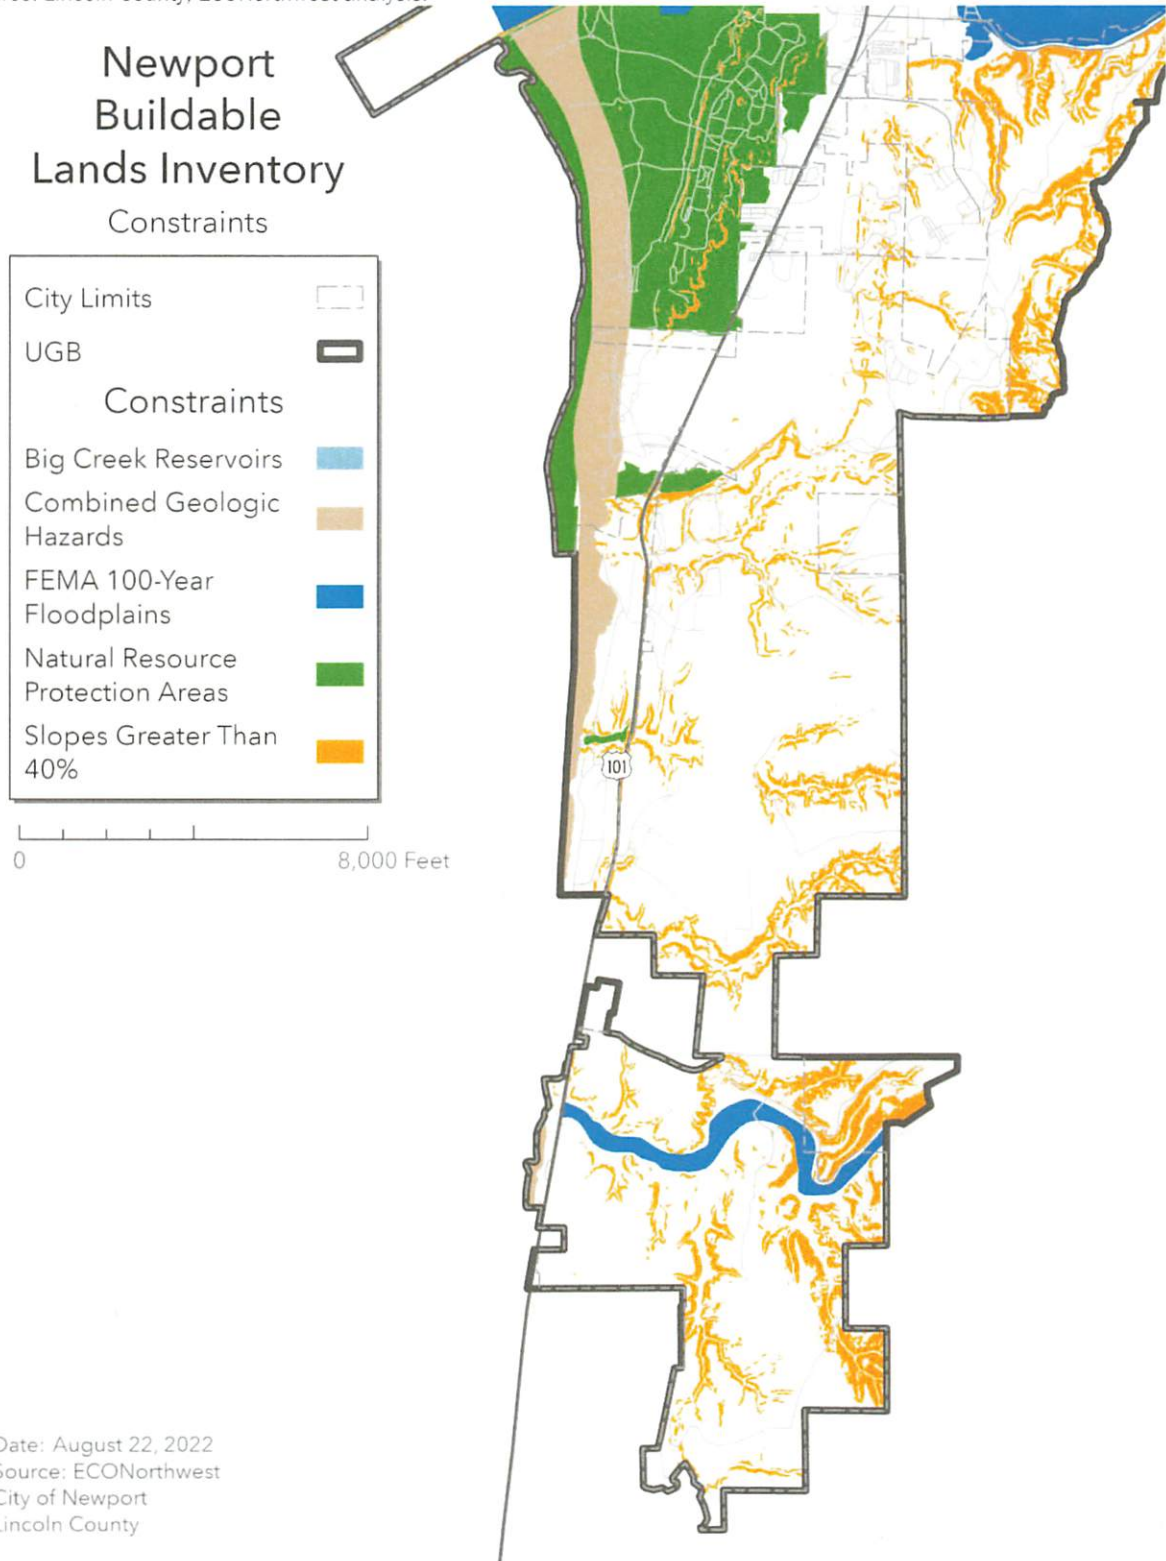 Newport
Buildable
Lands Inventory
Constraints
City Limits
UGB
Constraints
Big Creek Reservoirs
Combined Geologic
Hazards
FEMA 100-Year
Floodplains
Natural Resource
Protection Areas
Slopes Greater Than
40%
0 8,000 Feet
101
Date: August 22, 2022
Source: ECONorthwest
City of Newport
Lincoln County